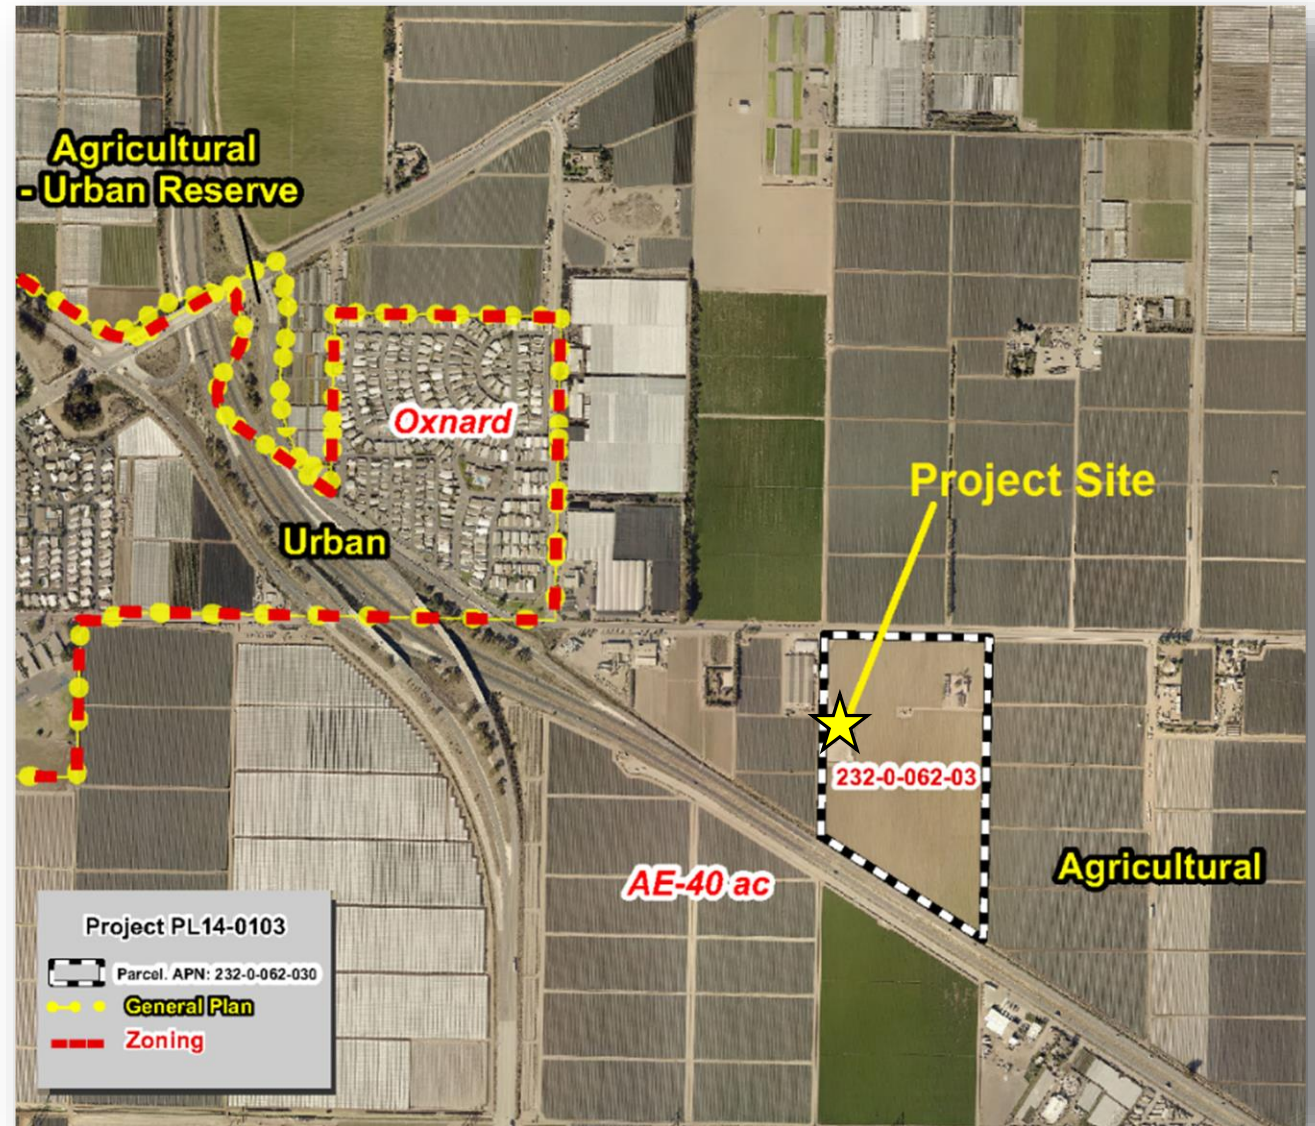 Agricultural
- Urban Reserve
Oxnard
Project Site
Urban
232-0-062-03
Agricultural
AE-40 ac
Project PL14-0103
Parcel. APN: 232-0-062-030
General Plan
Zoning